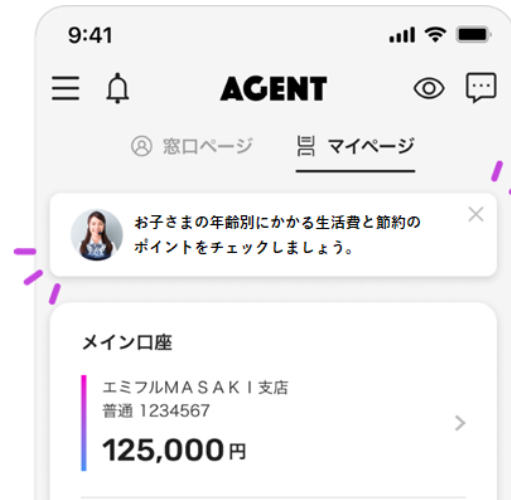 9:41
AGENT
窓口ページ
マイページ
お子さまの年齢別にかかる生活費と節約の
ポイントをチェックしましょう。
メイン口座
エミフルMASAKI支店
普通 1234567
125,000円